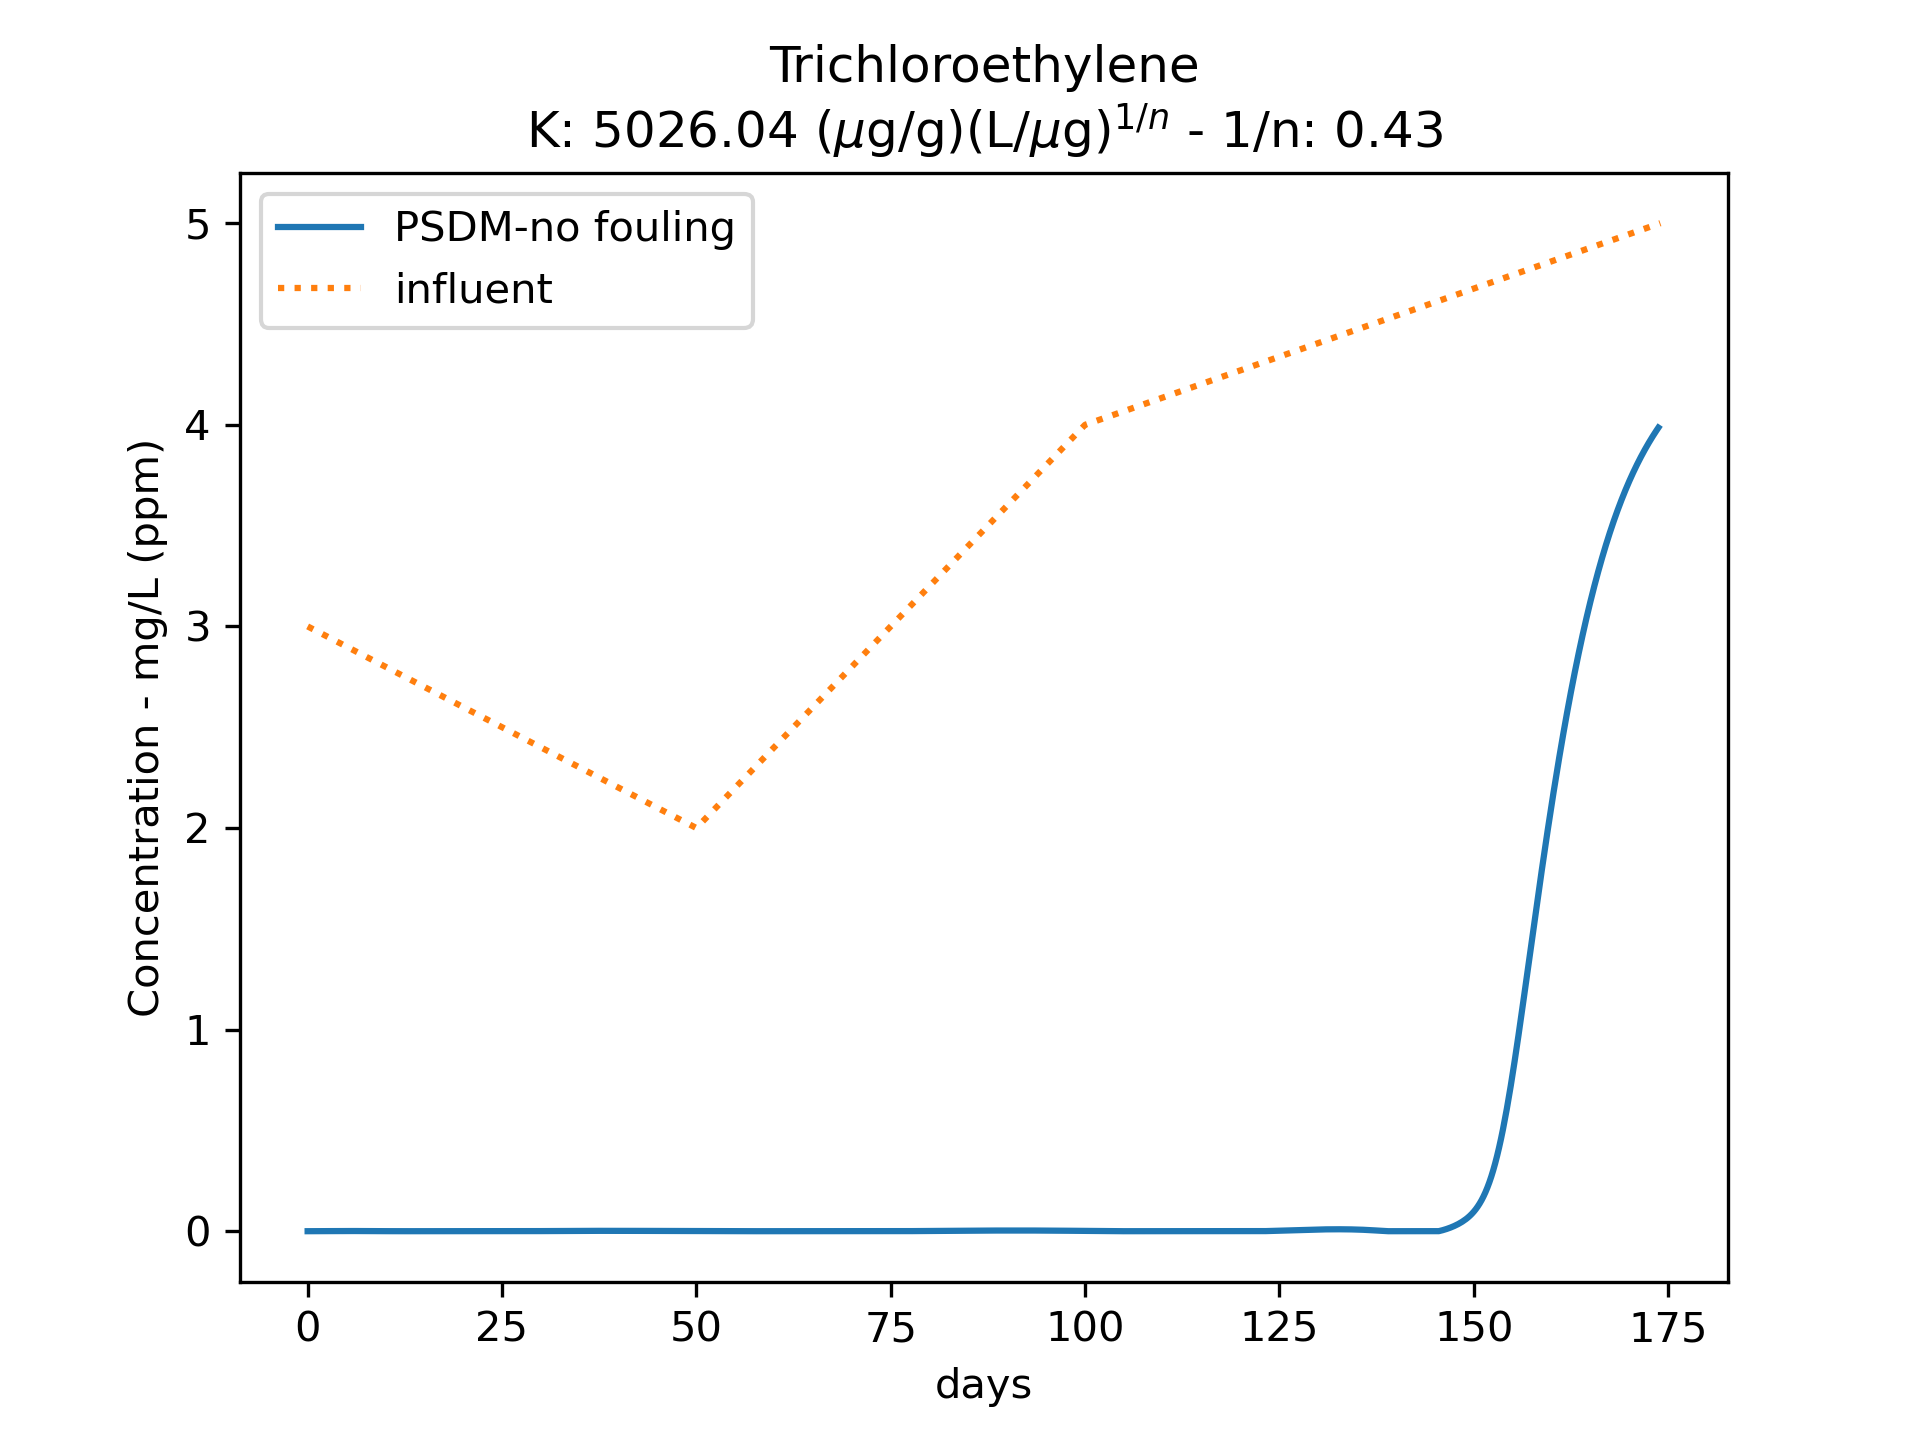 Trichloroethylene
K: 5026.04 (μg/g)(L/μg)^{1/n} - 1/n: 0.43
PSDM-no fouling
influent
Concentration - mg/L (ppm)
5
4
3
2
1
0
0 25 50 75 100 125 150 175
days